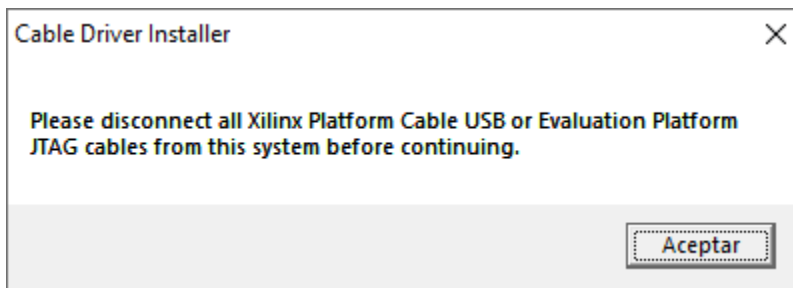 Cable Driver Installer
Please disconnect all Xilinx Platform Cable USB or Evaluation Platform
JTAG cables from this system before continuing.
Aceptar